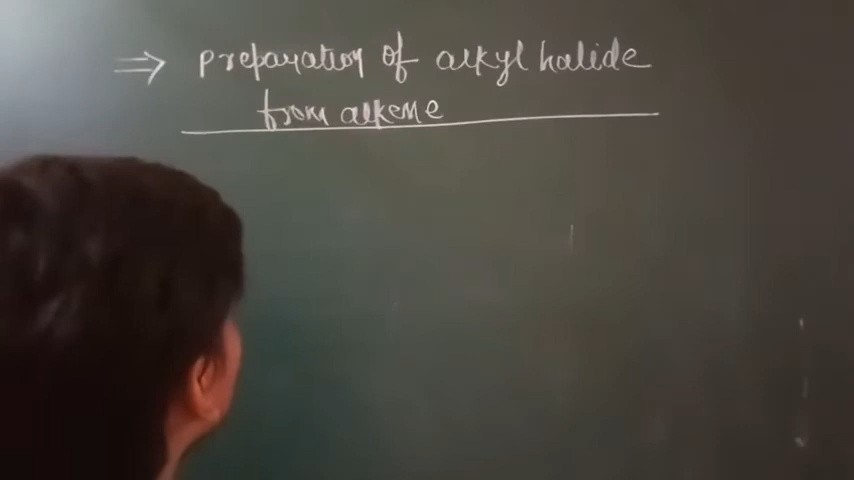 ⇒ preparation of alkyl halide
from alkene